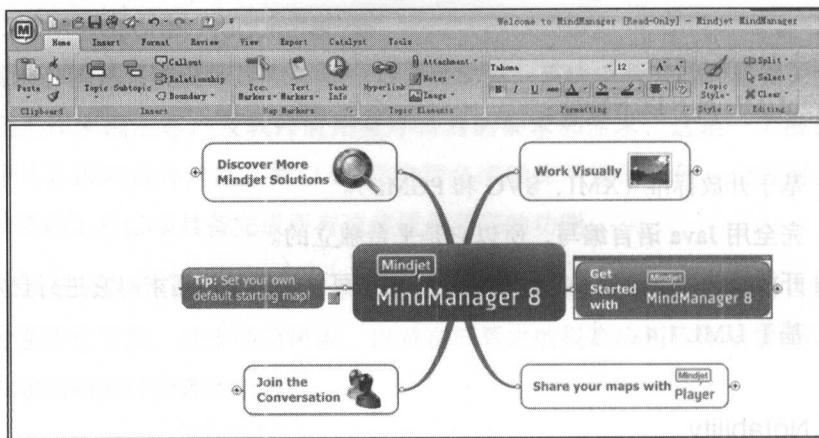 Welcome to MindManager [Read-Only] - Mindjet MindManager
Home Insert Format Review View Export Catalyst Tools
Paste
Clipboard
Topic Subtopic
Callout
Relationship
Boundary
Insert
Icon Markers
Text Markers
Task Info
Map Markers
Hyperlink
Attachment
Notes
Image
Topic Elements
Tahoma 12 A A
B I U abc A
Formatting
Topic Style
Style
Split
Select
Clear
Editing
Discover More
Mindjet Solutions
Work Visually
Tip: Set your own
default starting map!
Mindjet
MindManager 8
Get
Started
with
Mindjet
MindManager 8
Join the
Conversation
Share your maps with
Mindjet
Player